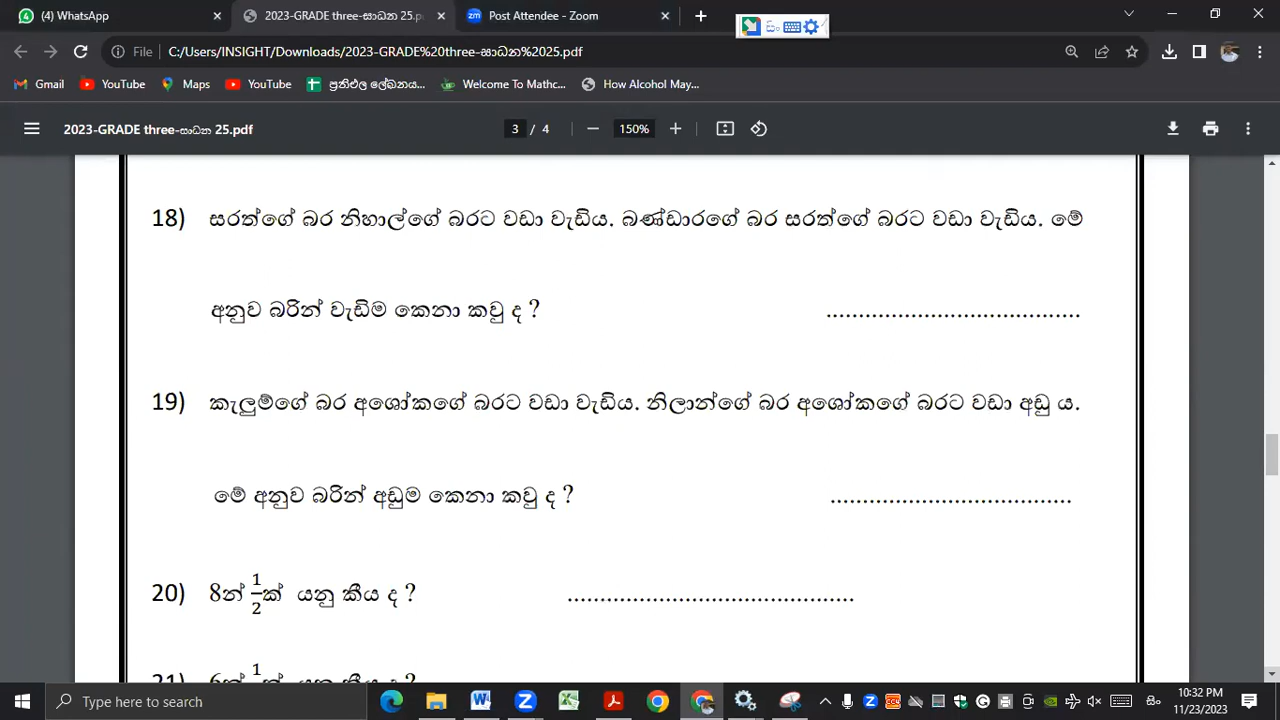 (4) WhatsApp
2023-GRADE three-සාධන 25.p
Post Attendee - Zoom
සිං
File
C:/Users/INSIGHT/Downloads/2023-GRADE%20three-සාධන%2025.pdf
Gmail
YouTube
Maps
YouTube
ප්‍රතිඵල ලේඛනය...
Welcome To Mathc...
How Alcohol May...
2023-GRADE three-සාධන 25.pdf
3 / 4
150%
18) සරත්ගේ බර නිහාල්ගේ බරට වඩා වැඩිය. බණ්ඩාරගේ බර සරත්ගේ බරට වඩා වැඩිය. මේ
අනුව බරින් වැඩිම කෙනා කවු ද ? .......................................
19) කැලුම්ගේ බර අශෝකගේ බරට වඩා වැඩිය. නිලාන්ගේ බර අශෝකගේ බරට වඩා අඩු ය.
මේ අනුව බරින් අඩුම කෙනා කවු ද ? .....................................
20) 8න් 1/2ක් යනු කීය ද ? ............................................
Type here to search
10:32 PM
11/23/2023